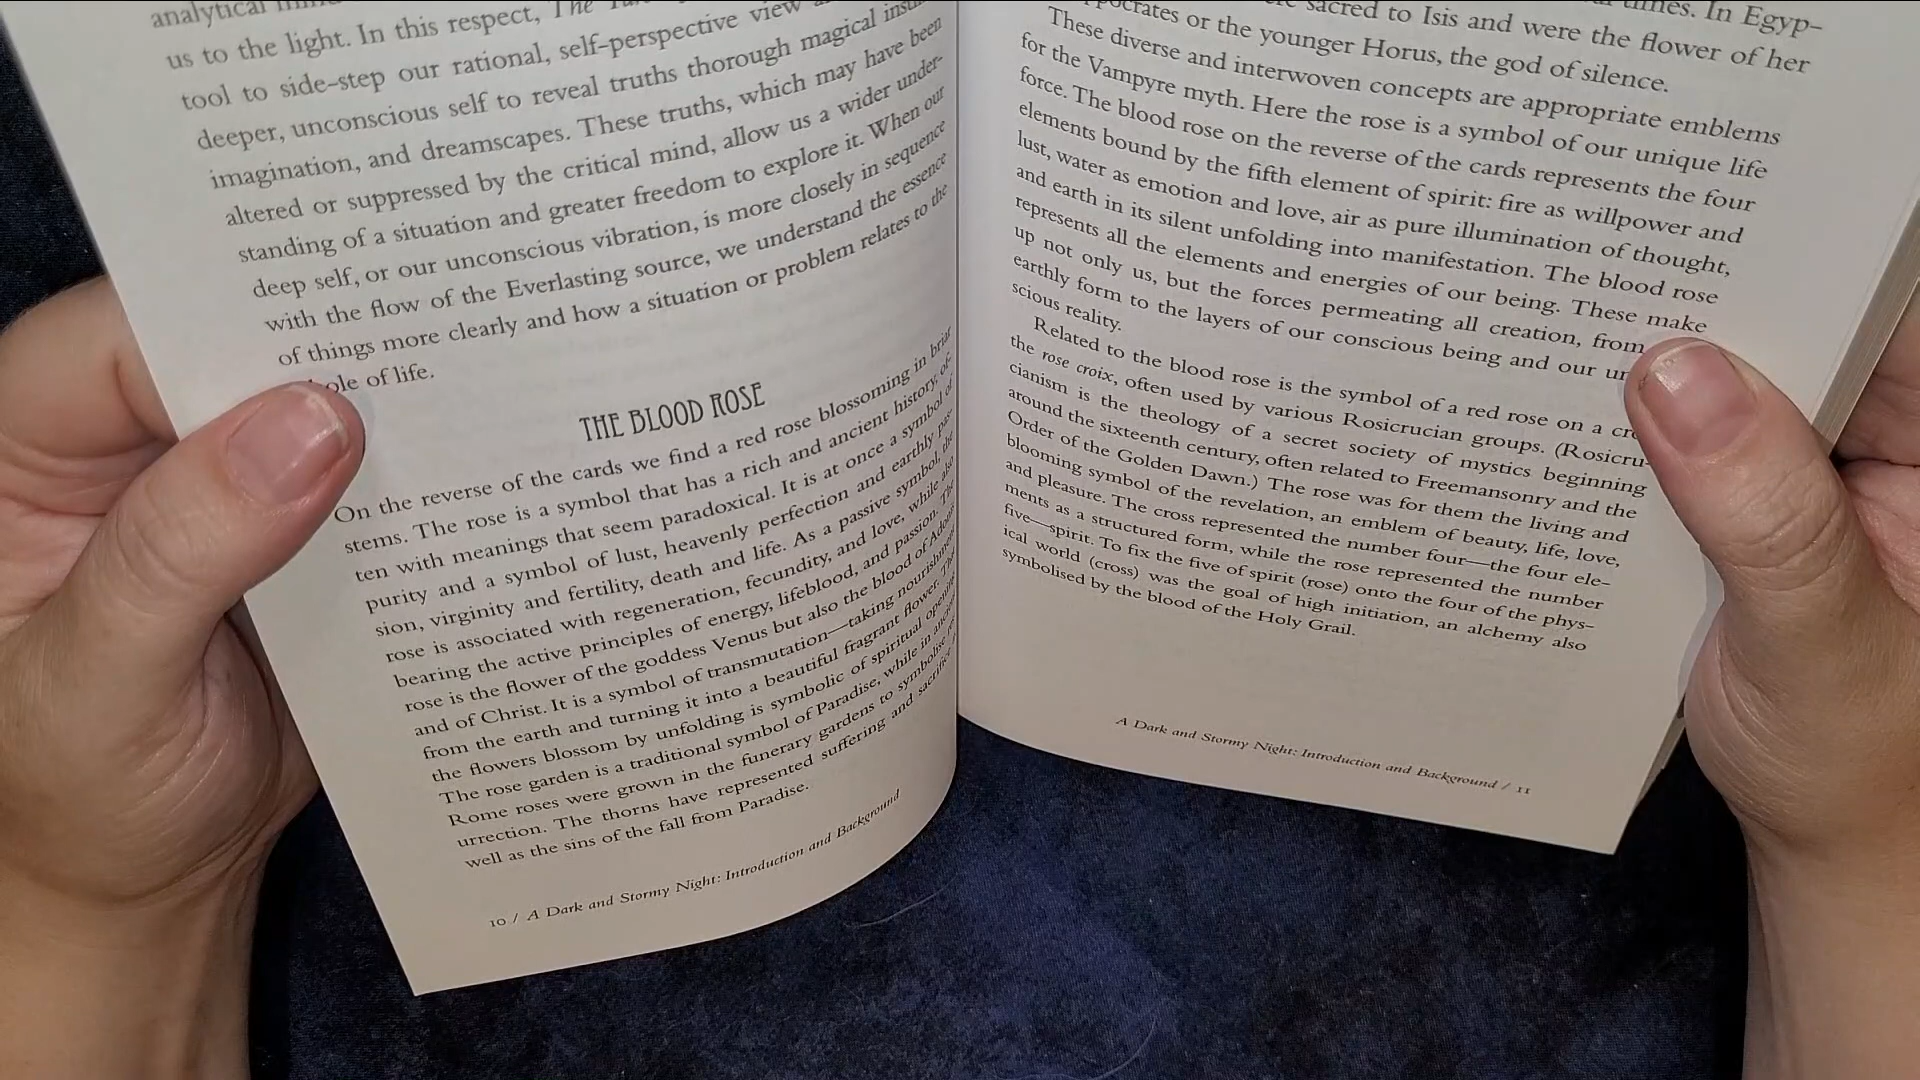 analytical
us to the light. In this respect, The
tool to side-step our rational, self-perspective view
deeper, unconscious self to reveal truths thorough magical
imagination, and dreamscapes. These truths, which may have been
altered or suppressed by the critical mind, allow us a wider under-
standing of a situation and greater freedom to explore it. When our
deep self, or our unconscious vibration, is more closely in sequence
with the flow of the Everlasting source, we understand the essence
of things more clearly and how a situation or problem relates to the
of life.
THE BLOOD ROSE
On the reverse of the cards we find a red rose blossoming in briar
stems. The rose is a symbol that has a rich and ancient history, of-
ten with meanings that seem paradoxical. It is at once a symbol of
purity and a symbol of lust, heavenly perfection and earthly pas-
sion, virginity and fertility, death and life. As a passive symbol, the
rose is associated with regeneration, fecundity, and love, while also
bearing the active principles of energy, lifeblood, and passion. The
rose is the flower of the goddess Venus but also the blood of Adonis
and of Christ. It is a symbol of transmutation—taking nourishment
from the earth and turning it into a beautiful fragrant flower. The
the flowers blossom by unfolding is symbolic of spiritual opening
The rose garden is a traditional symbol of Paradise, while in ancient
Rome roses were grown in the funerary gardens to symbolise res-
urrection. The thorns have represented suffering and sacrifice
well as the sins of the fall from Paradise.
10 / A Dark and Stormy Night: Introduction and Background
times. In Egyp-
sacred to Isis and were the flower of her
or the younger Horus, the god of silence.
These diverse and interwoven concepts are appropriate emblems
for the Vampyre myth. Here the rose is a symbol of our unique life
force. The blood rose on the reverse of the cards represents the four
elements bound by the fifth element of spirit: fire as willpower and
lust, water as emotion and love, air as pure illumination of thought,
and earth in its silent unfolding into manifestation. The blood rose
represents all the elements and energies of our being. These make
up not only us, but the forces permeating all creation, from
earthly form to the layers of our conscious being and our
scious reality.
Related to the blood rose is the symbol of a red rose on a
the rose croix, often used by various Rosicrucian groups. (Rosicru-
cianism is the theology of a secret society of mystics beginning
around the sixteenth century, often related to Freemansonry and the
Order of the Golden Dawn.) The rose was for them the living and
blooming symbol of the revelation, an emblem of beauty, life, love,
and pleasure. The cross represented the number four—the four ele-
ments as a structured form, while the rose represented the number
five—spirit. To fix the five of spirit (rose) onto the four of the phys-
ical world (cross) was the goal of high initiation, an alchemy also
symbolised by the blood of the Holy Grail.
A Dark and Stormy Night: Introduction and Background / 11